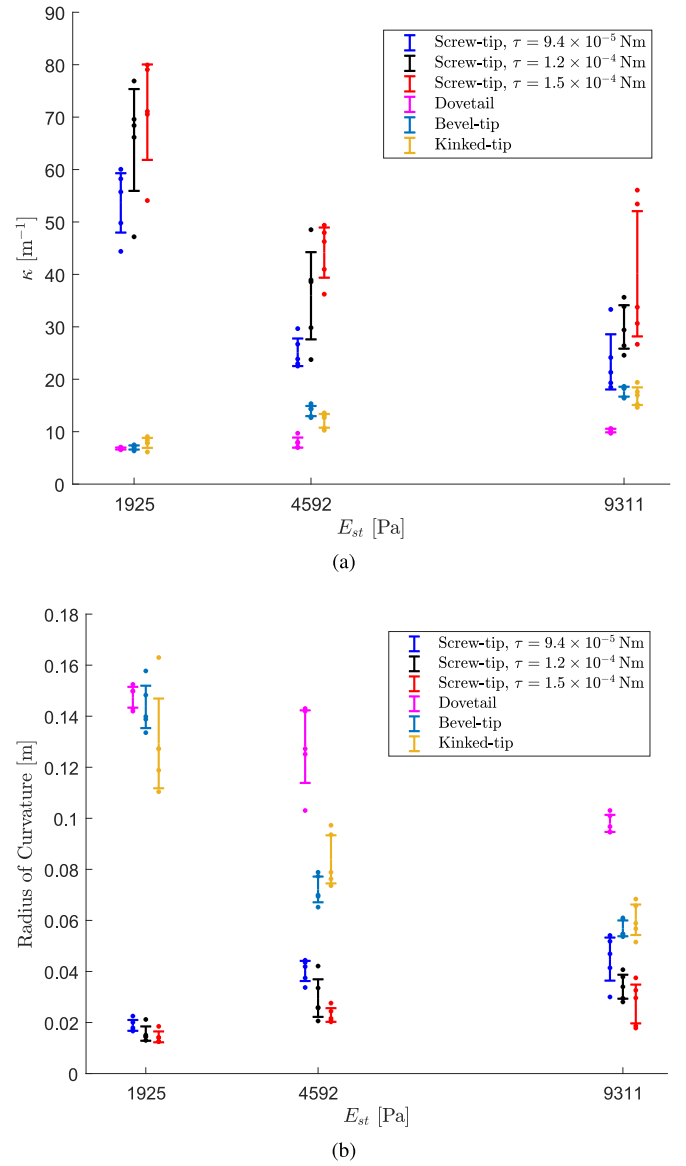 90
80
70
60
50
40
30
20
10
0
κ [m⁻¹]
Screw-tip, τ = 9.4 × 10⁻⁵ Nm
Screw-tip, τ = 1.2 × 10⁻⁴ Nm
Screw-tip, τ = 1.5 × 10⁻⁴ Nm
Dovetail
Bevel-tip
Kinked-tip
1925 4592 9311
E_st [Pa]
(a)
0.18
0.16
0.14
0.12
0.1
0.08
0.06
0.04
0.02
0
Radius of Curvature [m]
Screw-tip, τ = 9.4 × 10⁻⁵ Nm
Screw-tip, τ = 1.2 × 10⁻⁴ Nm
Screw-tip, τ = 1.5 × 10⁻⁴ Nm
Dovetail
Bevel-tip
Kinked-tip
1925 4592 9311
E_st [Pa]
(b)